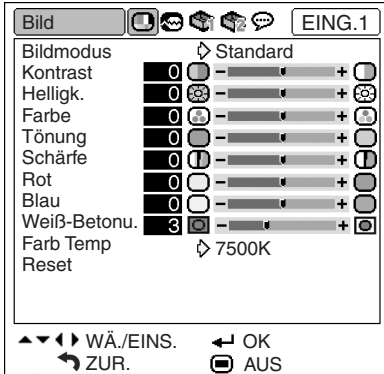 Bild EING.1
Bildmodus Standard
Kontrast 0 - +
Helligk. 0 - +
Farbe 0 - +
Tönung 0 - +
Schärfe 0 - +
Rot 0 - +
Blau 0 - +
Weiß-Betonu. 3 - +
Farb Temp 7500K
Reset
WÄ./EINS. OK
ZUR. AUS